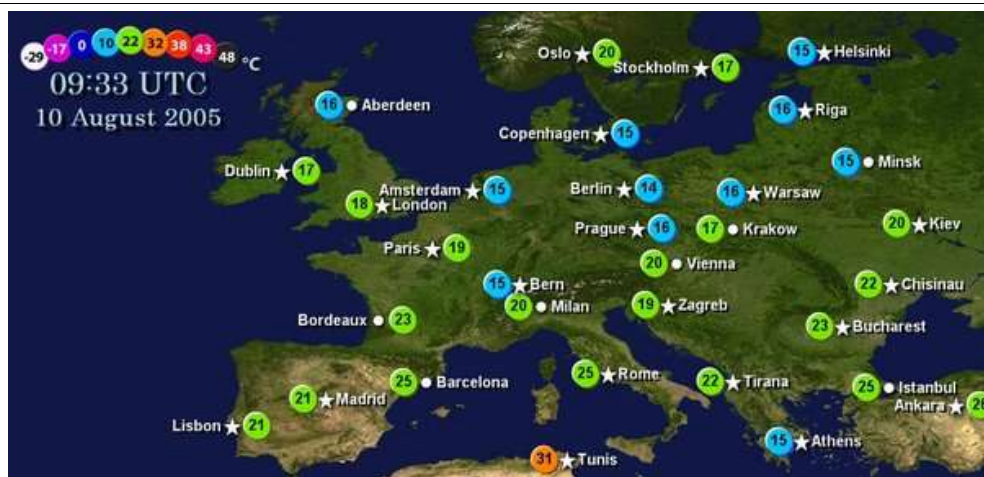 -29 -17 0 10 22 32 38 43 48 °C
09:33 UTC
10 August 2005
Oslo 20
15 Helsinki
Stockholm 17
16 Aberdeen
16 Riga
Copenhagen 15
15 Minsk
Dublin 17
Amsterdam 15
Berlin 14
16 Warsaw
18 London
20 Kiev
Prague 16
17 Krakow
Paris 19
20 Vienna
15 Bern
22 Chisinau
20 Milan
19 Zagreb
Bordeaux 23
23 Bucharest
25 Rome
25 Barcelona
22 Tirana
25 Istanbul
21 Madrid
Ankara
Lisbon 21
15 Athens
31 Tunis